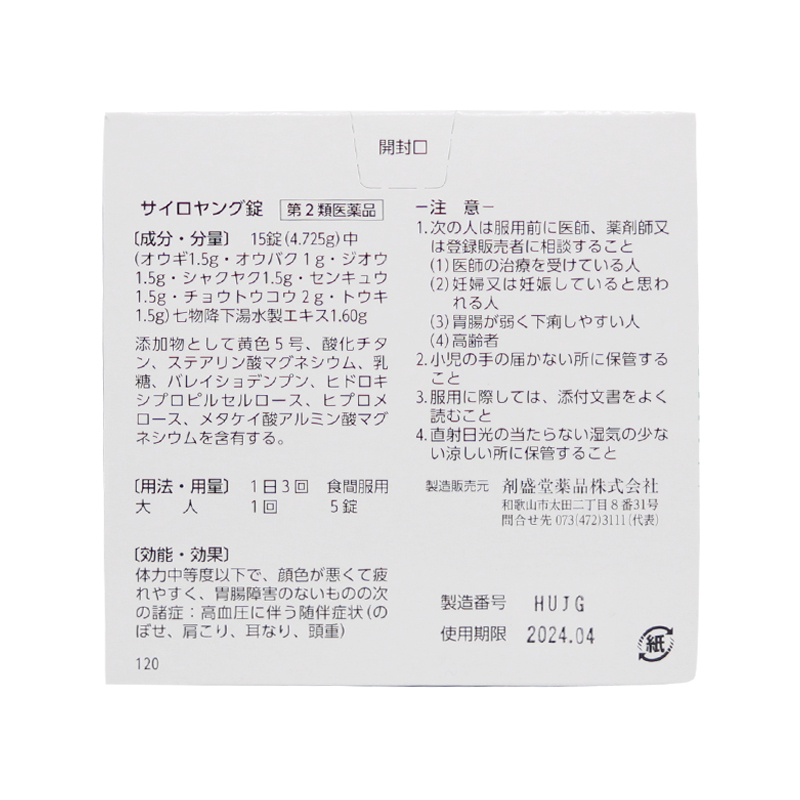 開封口
サイロヤング錠 第2類医薬品
〔成分・分量〕 15錠(4.725g)中
(オウギ1.5g・オウバク1g・ジオウ
1.5g・シャクヤク1.5g・センキュウ
1.5g・チョウトウコウ2g・トウキ
1.5g)七物降下湯水製エキス1.60g
添加物として黄色5号、酸化チタ
ン、ステアリン酸マグネシウム、乳
糖、バレイショデンプン、ヒドロキ
シプロピルセルロース、ヒプロメ
ロース、メタケイ酸アルミン酸マグ
ネシウムを含有する。
〔用法・用量〕 1日3回 食間服用
大人 1回 5錠
〔効能・効果〕
体力中等度以下で、顔色が悪くて疲
れやすく、胃腸障害のないものの次
の諸症：高血圧に伴う随伴症状(の
ぼせ、肩こり、耳なり、頭重)
120
−注 意−
1.次の人は服用前に医師、薬剤師又
は登録販売者に相談すること
(1)医師の治療を受けている人
(2)妊婦又は妊娠していると思わ
れる人
(3)胃腸が弱く下痢しやすい人
(4)高齢者
2.小児の手の届かない所に保管する
こと
3.服用に際しては、添付文書をよく
読むこと
4.直射日光の当たらない湿気の少な
い涼しい所に保管すること
製造販売元 剤盛堂薬品株式会社
和歌山市太田二丁目8番31号
問合せ先 073(472)3111(代表)
製造番号 HUJG
使用期限 2024.04
紙